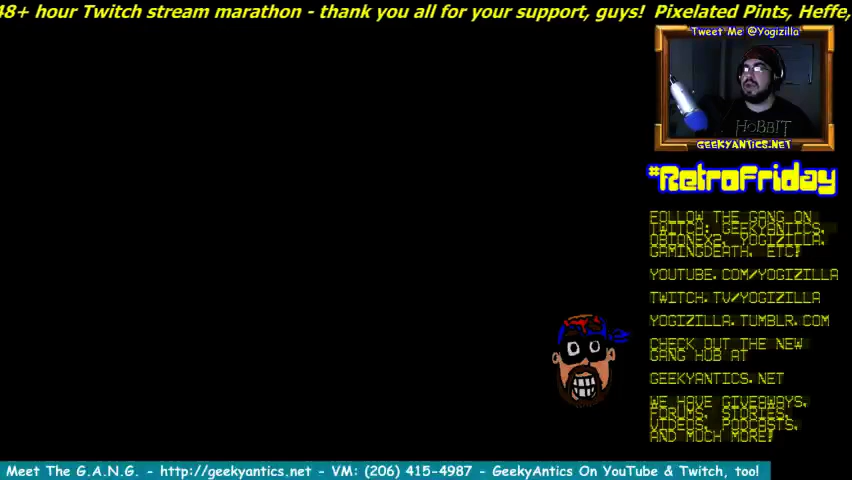 48+ hour Twitch stream marathon - thank you all for your support, guys!  Pixelated Pints, Heffe,
Tweet Me @Yogizilla
HOBBIT
GEEKYANTICS.NET
#RetroFriday
FOLLOW THE GANG ON
TWITCH: GEEKYANTICS,
OBIONEX2, YOGIZILLA,
GAMINGDEATH, ETC!
YOUTUBE.COM/YOGIZILLA
TWITCH.TV/YOGIZILLA
YOGIZILLA.TUMBLR.COM
CHECK OUT THE NEW
GANG HUB AT
GEEKYANTICS.NET
WE HAVE GIVEAWAYS,
FORUMS, STORIES,
VIDEOS, PODCASTS,
AND MUCH MORE!
Meet The G.A.N.G. - http://geekyantics.net - VM: (206) 415-4987 - GeekyAntics On YouTube & Twitch, too!